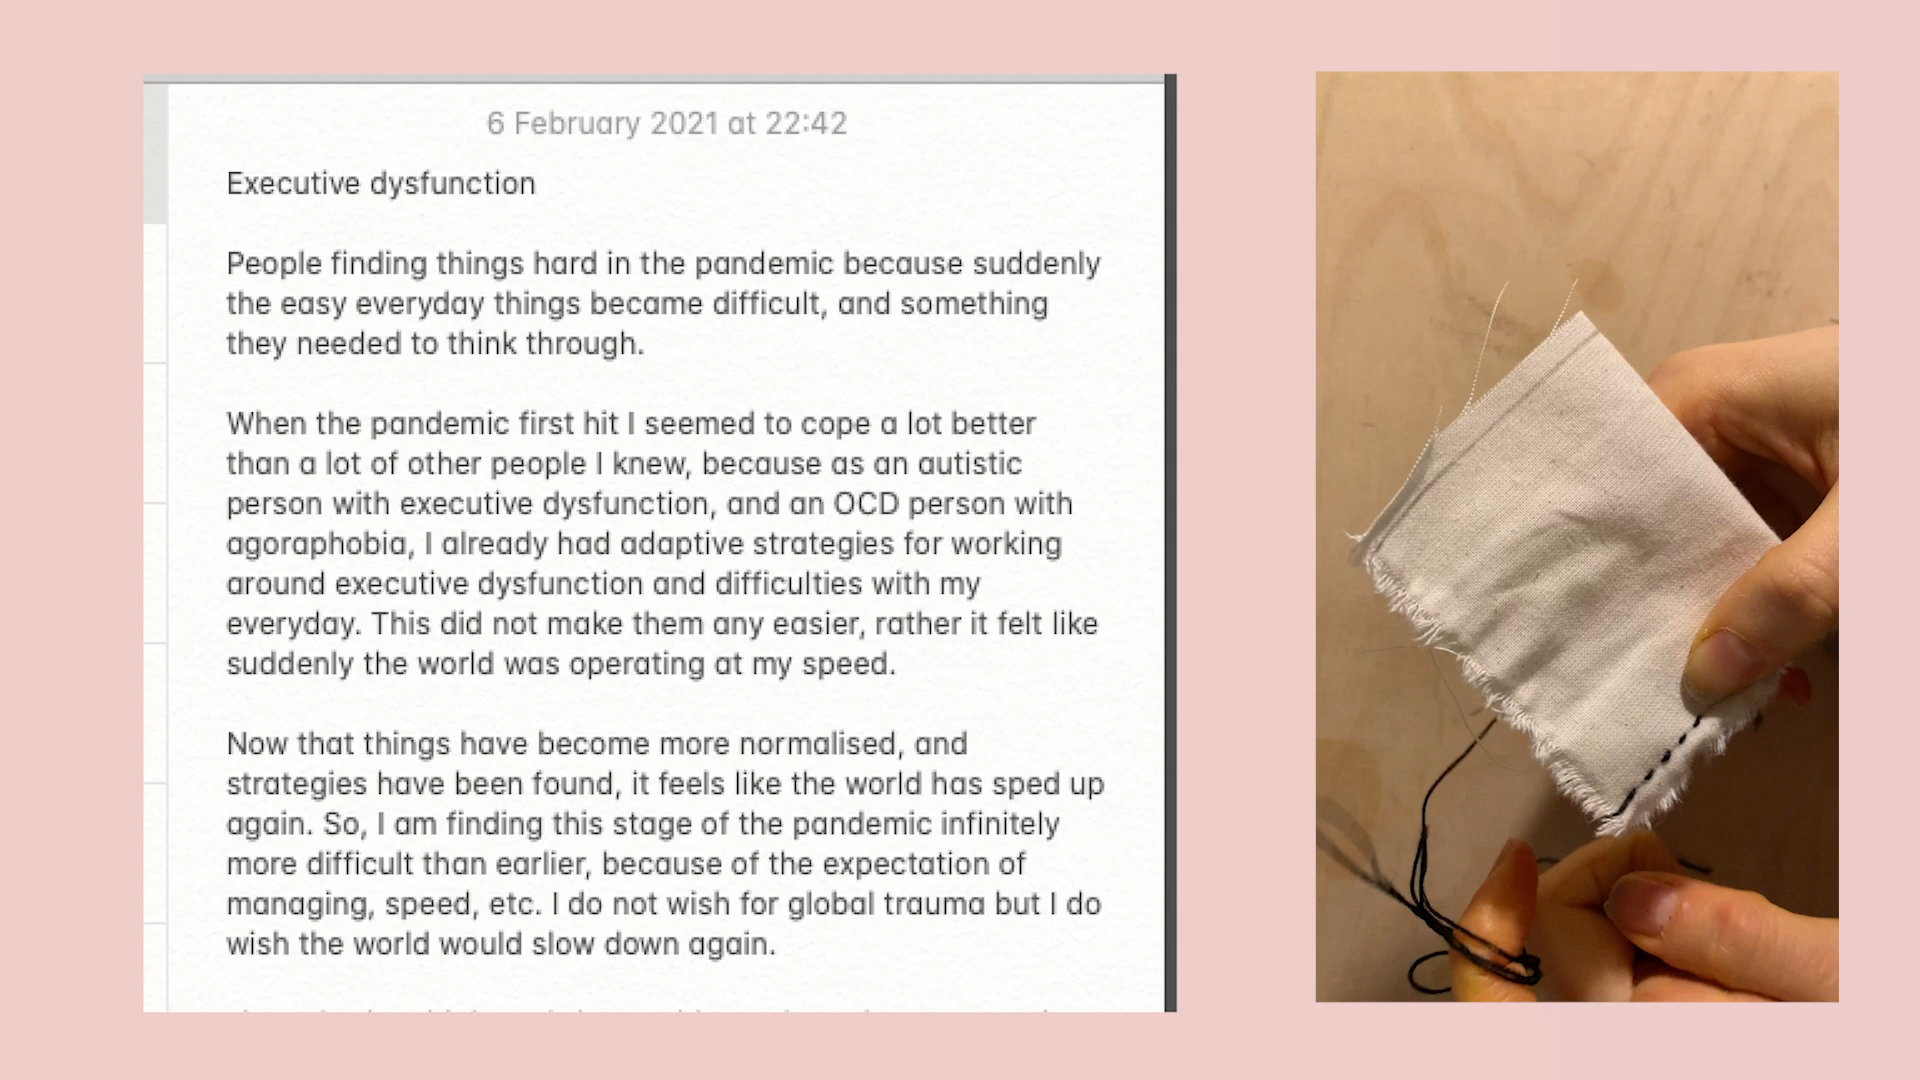 6 February 2021 at 22:42
Executive dysfunction
People finding things hard in the pandemic because suddenly
the easy everyday things became difficult, and something
they needed to think through.
When the pandemic first hit I seemed to cope a lot better
than a lot of other people I knew, because as an autistic
person with executive dysfunction, and an OCD person with
agoraphobia, I already had adaptive strategies for working
around executive dysfunction and difficulties with my
everyday. This did not make them any easier, rather it felt like
suddenly the world was operating at my speed.
Now that things have become more normalised, and
strategies have been found, it feels like the world has sped up
again. So, I am finding this stage of the pandemic infinitely
more difficult than earlier, because of the expectation of
managing, speed, etc. I do not wish for global trauma but I do
wish the world would slow down again.